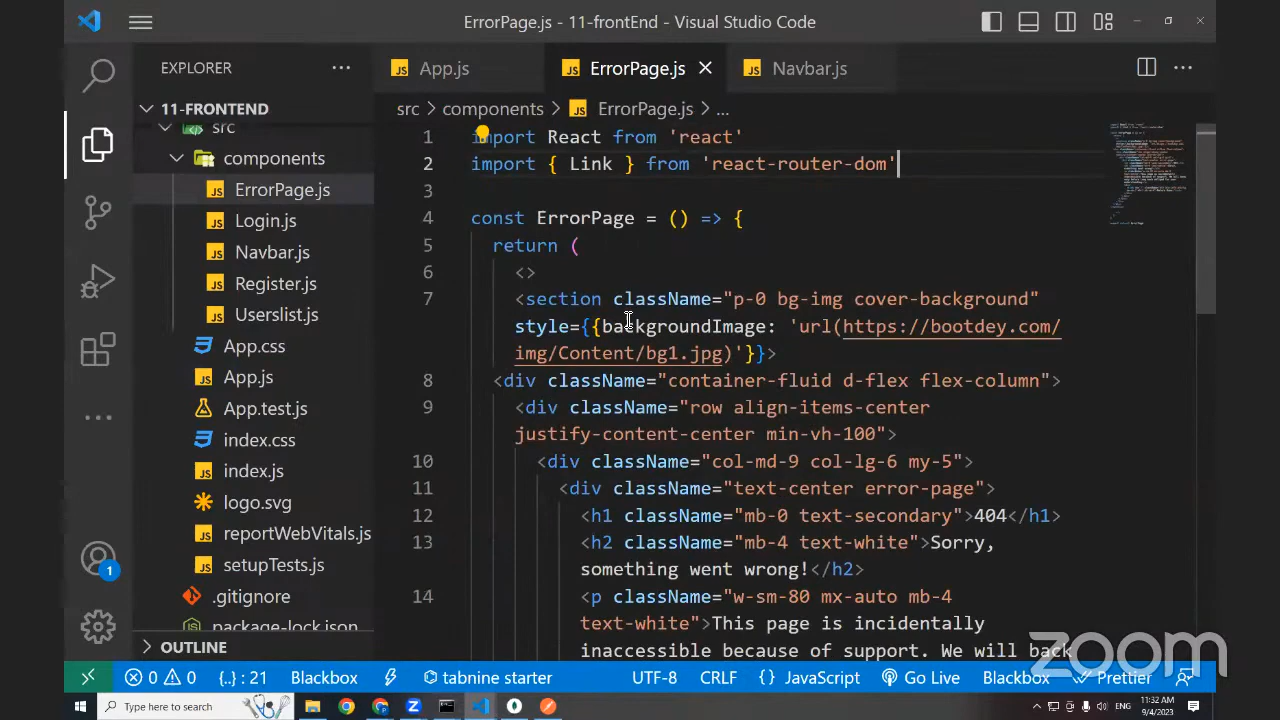 ErrorPage.js - 11-frontEnd - Visual Studio Code
EXPLORER
11-FRONTEND
src
components
ErrorPage.js
Login.js
Navbar.js
Register.js
Userslist.js
App.css
App.js
App.test.js
index.css
index.js
logo.svg
reportWebVitals.js
setupTests.js
.gitignore
package-lock.json
OUTLINE
1
JS App.js
JS ErrorPage.js
JS Navbar.js
src > components > JS ErrorPage.js > ...
1 import React from 'react'
2 import { Link } from 'react-router-dom'
3
4 const ErrorPage = () => {
5 return (
6 <>
7 <section className="p-0 bg-img cover-background"
style={{backgroundImage: 'url(https://bootdey.com/
img/Content/bg1.jpg)'}}>
8 <div className="container-fluid d-flex flex-column">
9 <div className="row align-items-center
justify-content-center min-vh-100">
10 <div className="col-md-9 col-lg-6 my-5">
11 <div className="text-center error-page">
12 <h1 className="mb-0 text-secondary">404</h1>
13 <h2 className="mb-4 text-white">Sorry,
something went wrong!</h2>
14 <p className="w-sm-80 mx-auto mb-4
text-white">This page is incidentally
inaccessible because of support. We will back
zoom
0 0 {..} : 21 Blackbox tabnine starter UTF-8 CRLF {} JavaScript Go Live Blackbox Prettier
Type here to search
11:32 AM
9/4/2023